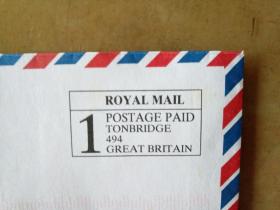 ROYAL MAIL
1
POSTAGE PAID
TONBRIDGE
494
GREAT BRITAIN